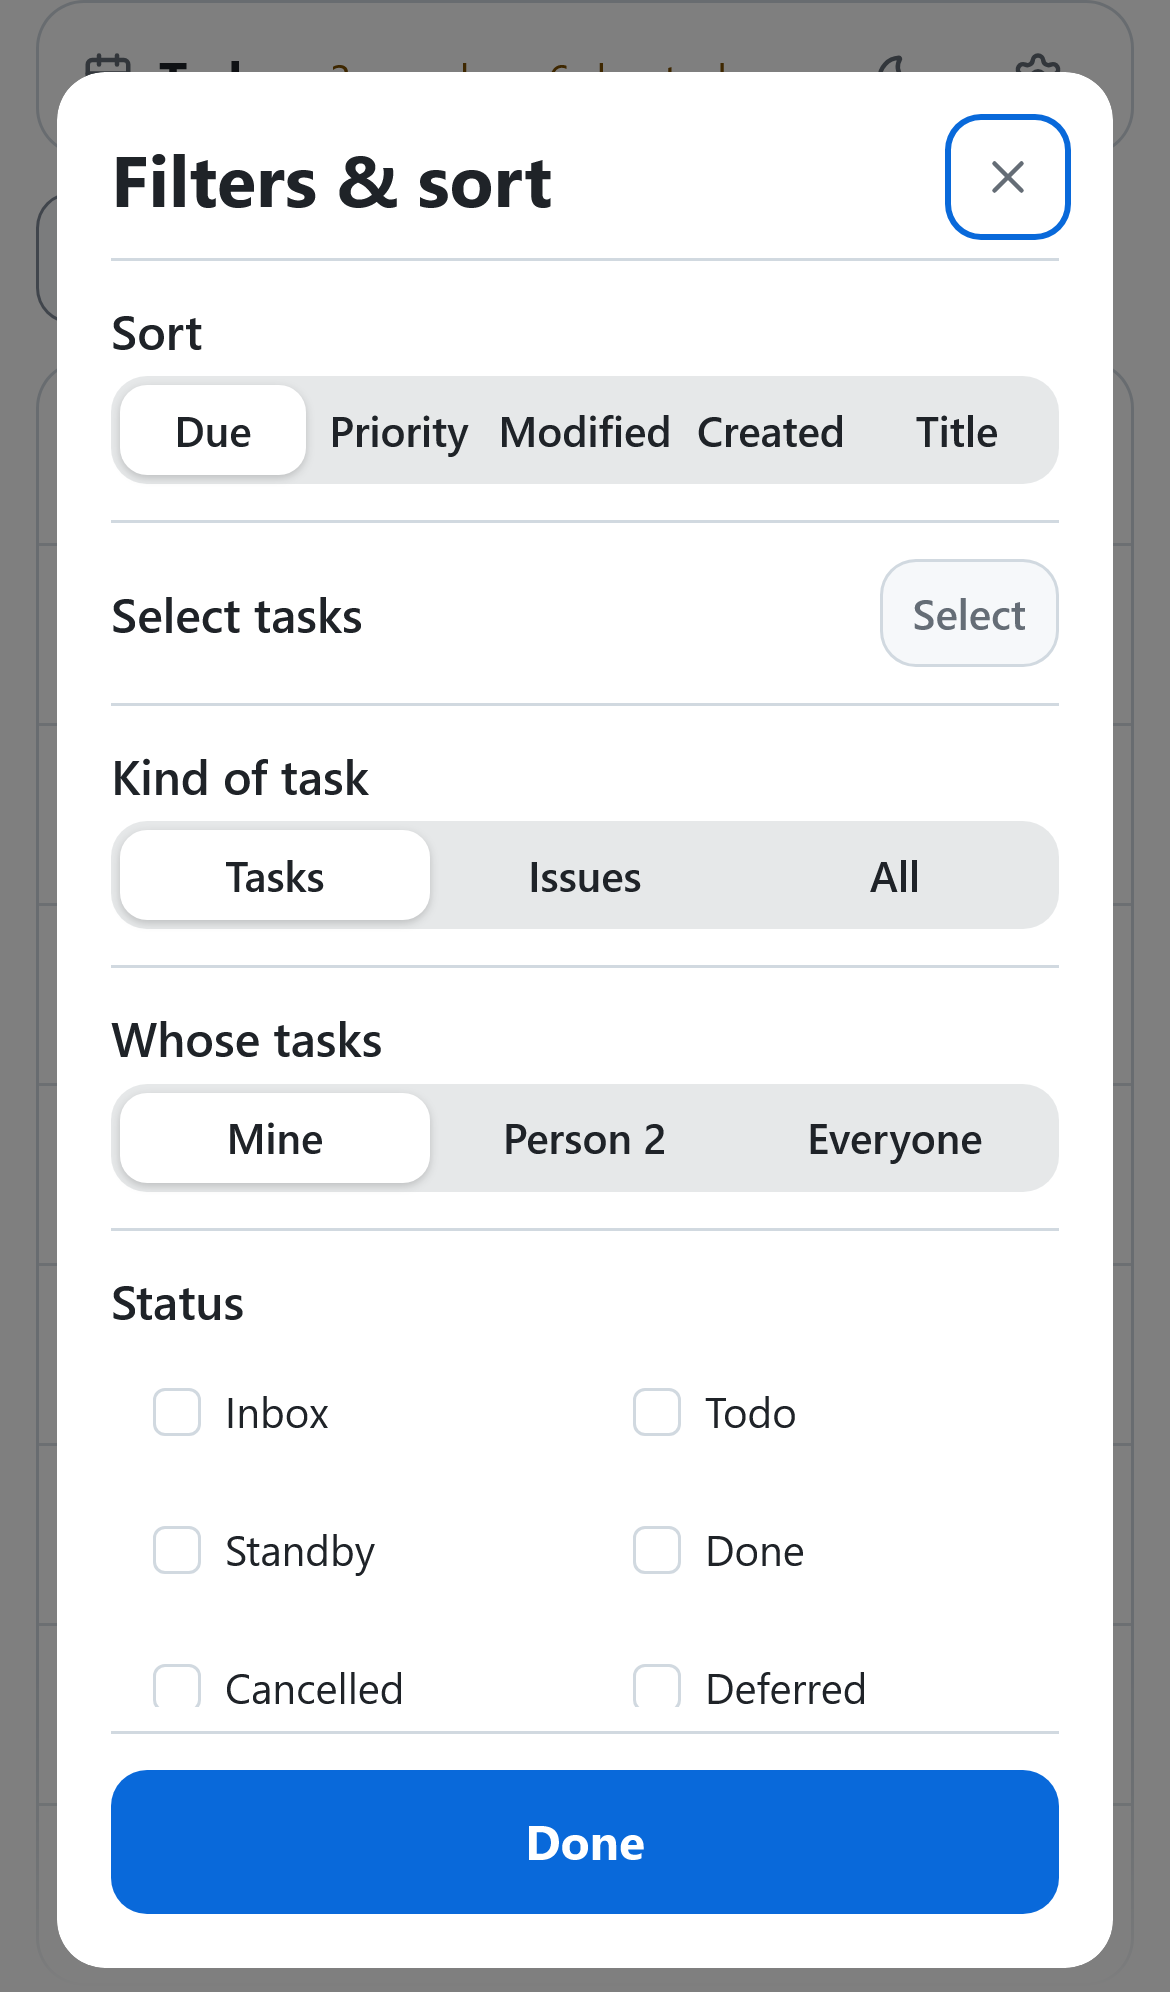 Filters & sort
Sort
Due Priority Modified Created Title
Select tasks
Select
Kind of task
Tasks Issues All
Whose tasks
Mine Person 2 Everyone
Status
Inbox Todo
Standby Done
Cancelled Deferred
Done